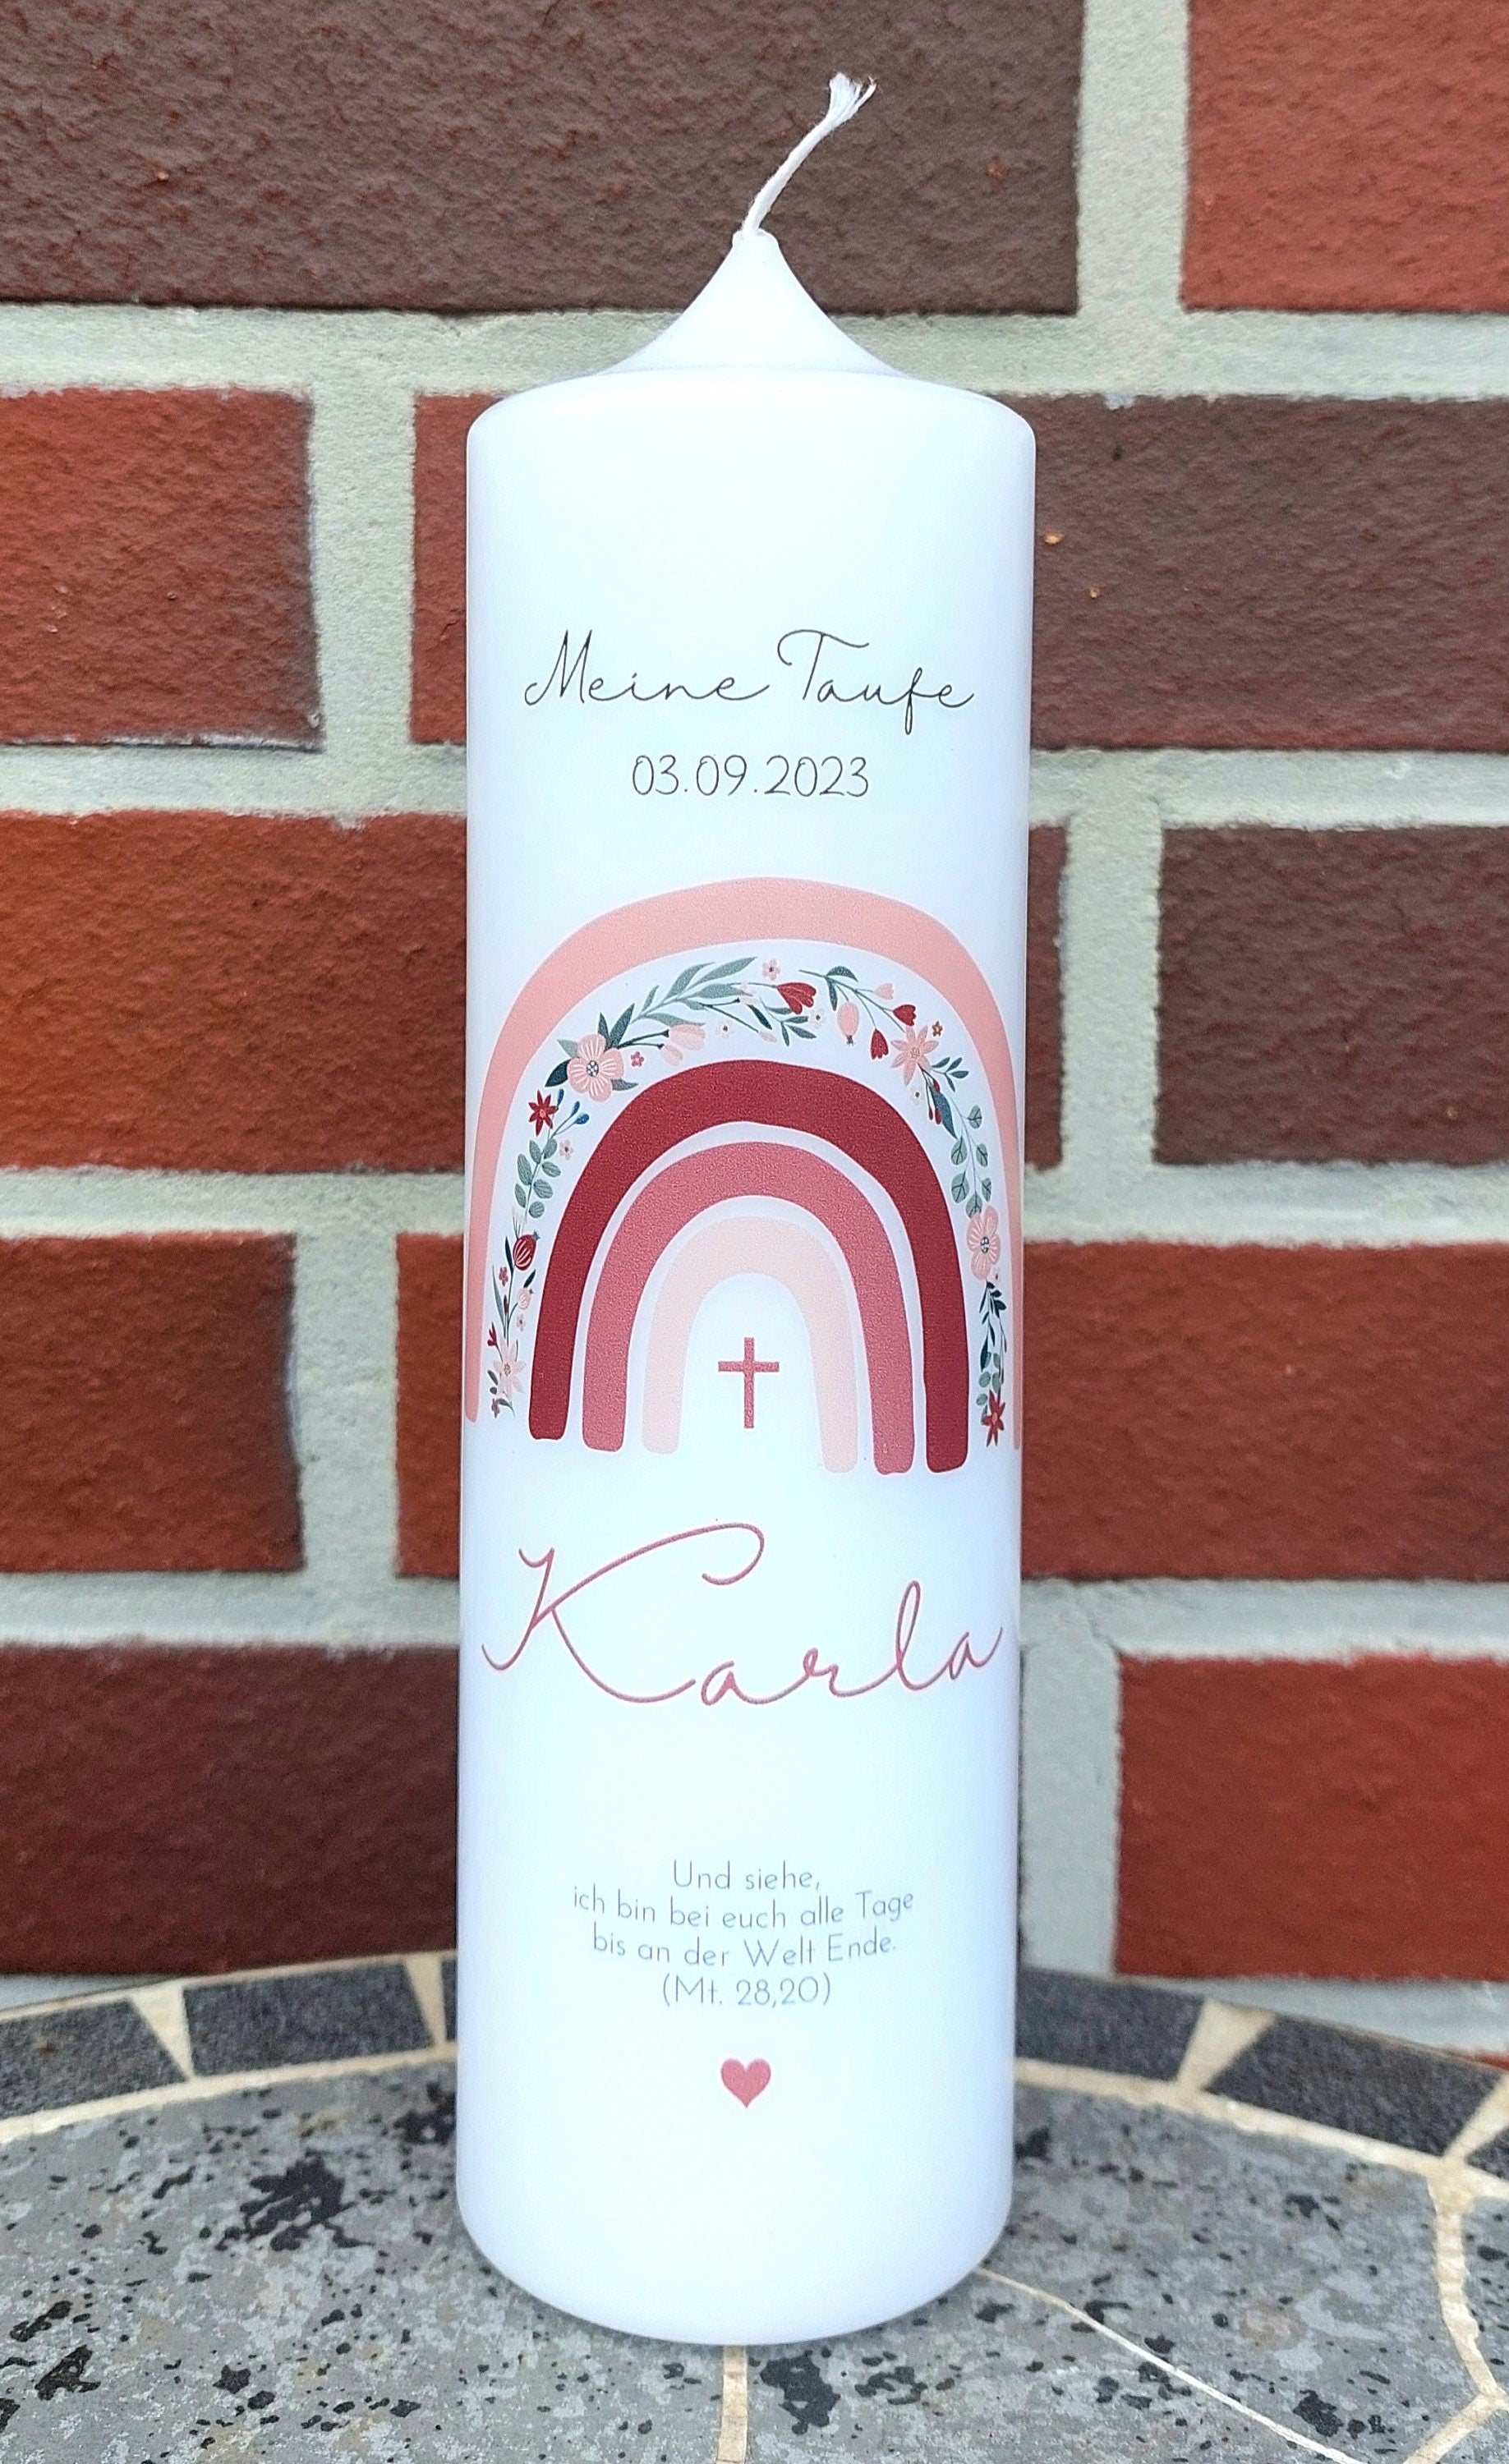 Meine Taufe
03.09.2023
Karla
Und siehe,
ich bin bei euch alle Tage
bis an der Welt Ende.
(Mt. 28,20)